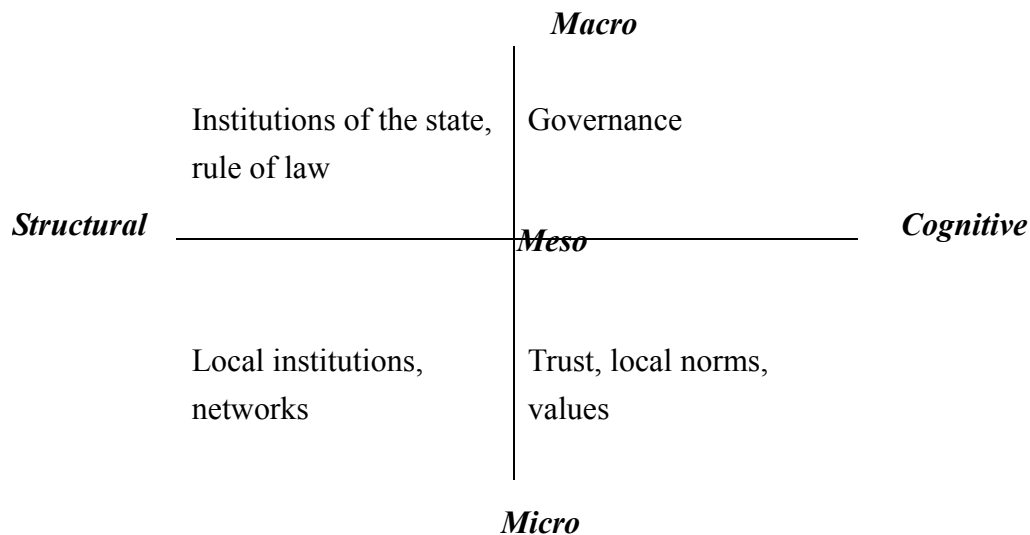 Macro
Institutions of the state,
rule of law
Governance
Structural
Meso
Cognitive
Local institutions,
networks
Trust, local norms,
values
Micro